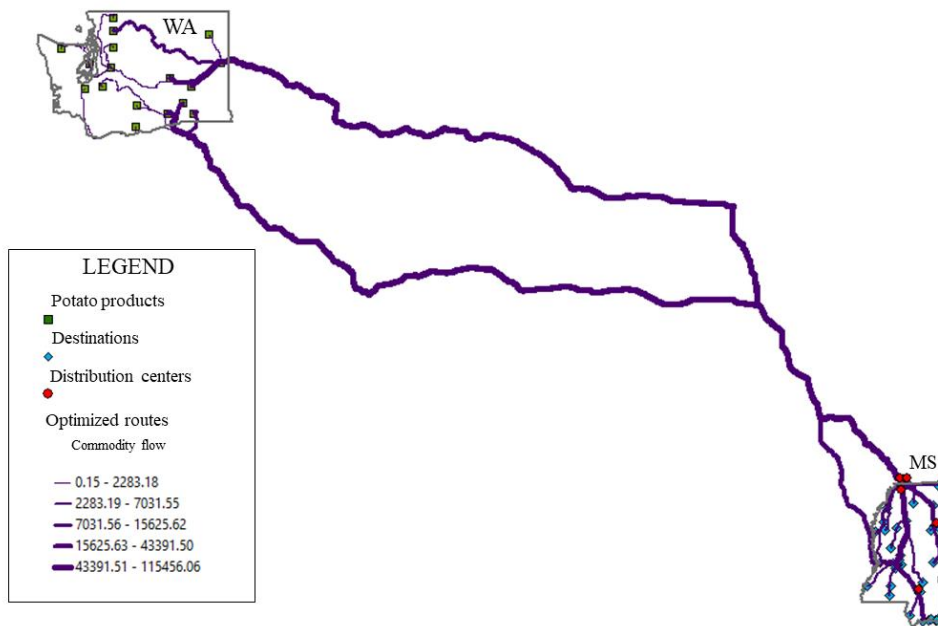 WA
LEGEND
Potato products
Destinations
Distribution centers
Optimized routes
Commodity flow
0.15 - 2283.18
2283.19 - 7031.55
7031.56 - 15625.62
15625.63 - 43391.50
43391.51 - 115456.06
MS